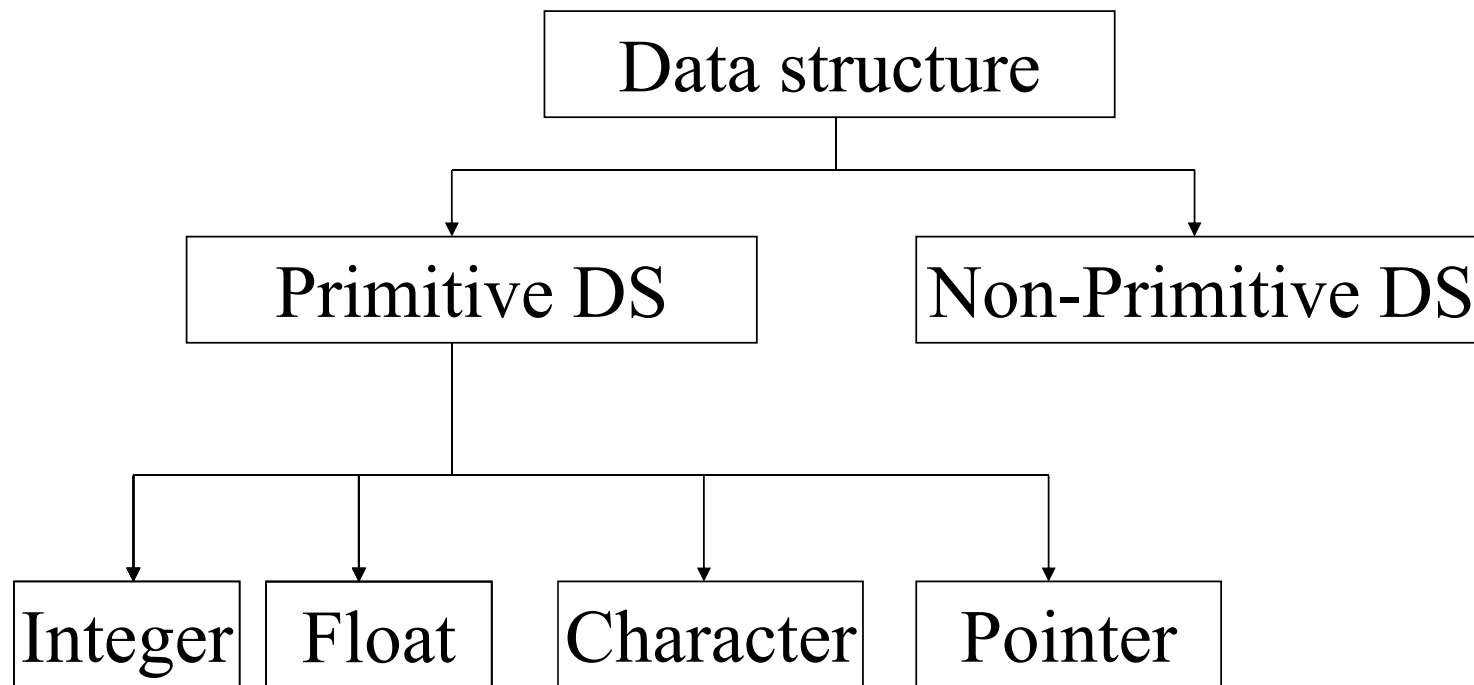 Data structure
Primitive DS
Non-Primitive DS
Integer
Float
Character
Pointer